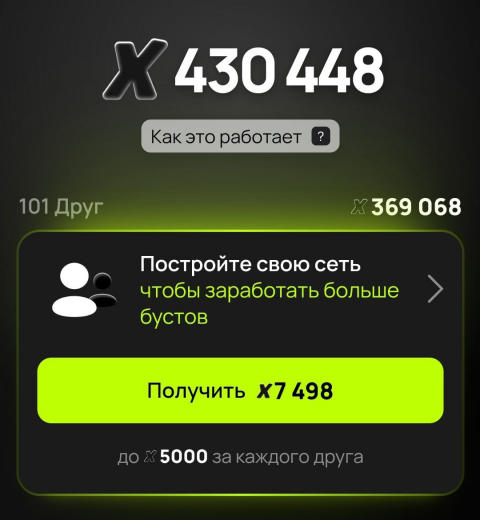 X 430 448
Как это работает ?
101 Друг
X 369 068
Постройте свою сеть
чтобы заработать больше
бустов
Получить X 7 498
до X 5000 за каждого друга